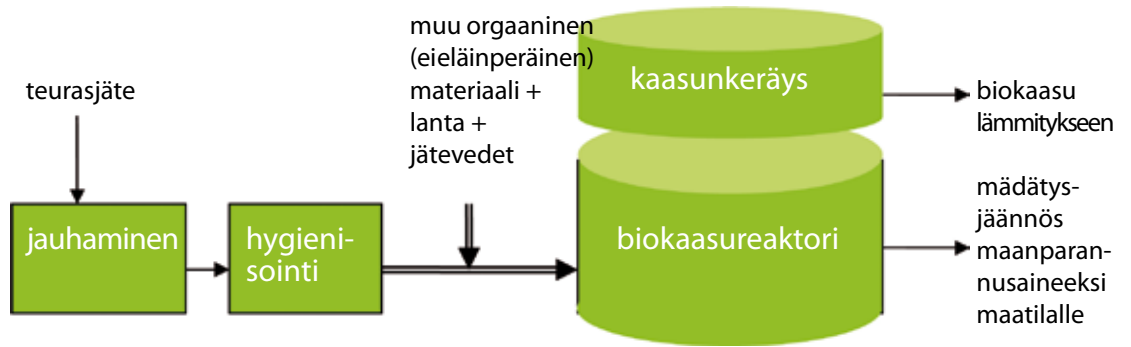 teurasjäte
jauhaminen
hygieni-
sointi
muu orgaaninen
(eieläinperäinen)
materiaali +
lanta +
jätevedet
kaasunkeräys
biokaasureaktori
biokaasu
lämmitykseen
mädätys-
jäännös
maanparan-
nusaineeksi
maatilalle